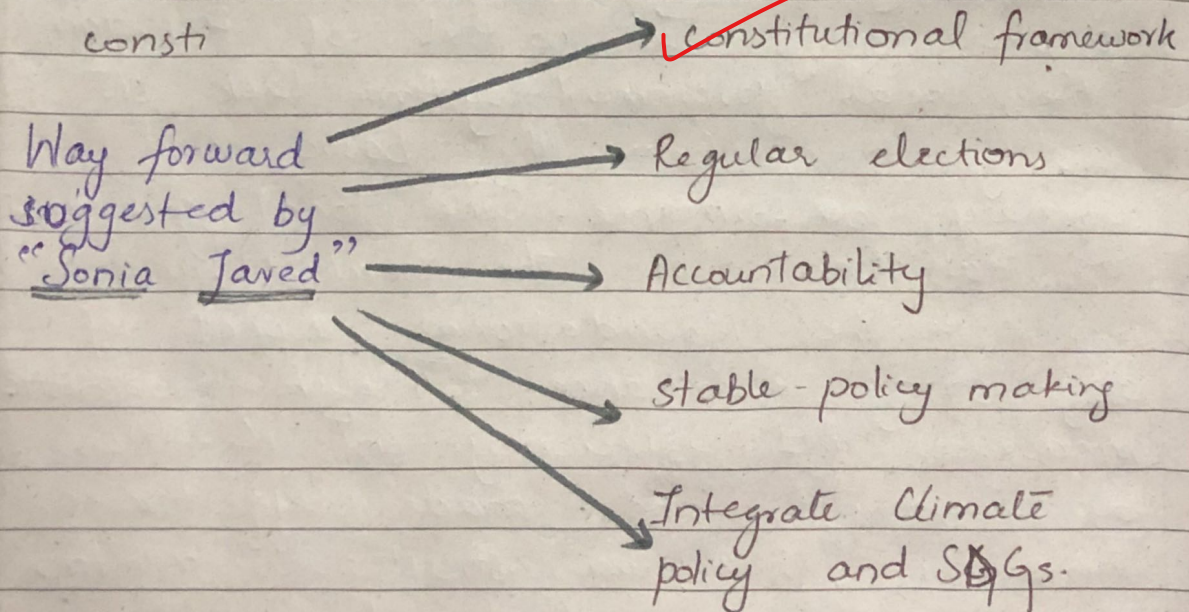 consti
constitutional framework
Way forward
suggested by
"Sonia Javed"
Regular elections
Accountability
stable-policy making
Integrate Climate
policy and SDGs.